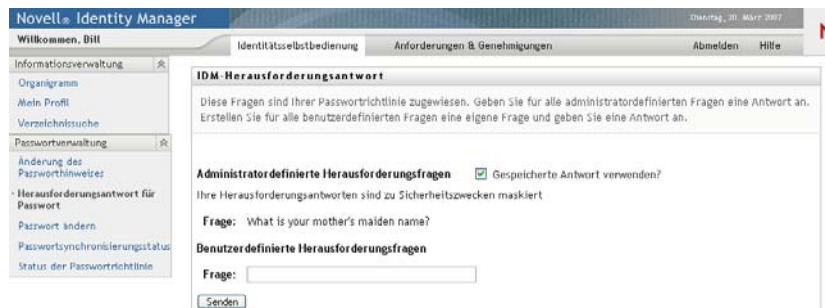 Novell® Identity Manager
Dienstag, 20. März 2007
Willkommen, Bill
Identitätsselbstbedienung
Anforderungen & Genehmigungen
Abmelden
Hilfe
Informationsverwaltung
Organigramm
Mein Profil
Verzeichnissuche
Passwortverwaltung
Änderung des
Passworthinweises
Herausforderungsantwort für
Passwort
Passwort ändern
Passwortsynchronisierungsstatus
Status der Passwortrichtlinie
IDM-Herausforderungsantwort
Diese Fragen sind Ihrer Passwortrichtlinie zugewiesen. Geben Sie für alle administratordefinierten Fragen eine Antwort an.
Erstellen Sie für alle benutzerdefinierten Fragen eine eigene Frage und geben Sie eine Antwort an.
Administratordefinierte Herausforderungsfragen
Gespeicherte Antwort verwenden?
Ihre Herausforderungsantworten sind zu Sicherheitszwecken maskiert
Frage: What is your mother's maiden name?
Benutzerdefinierte Herausforderungsfragen
Frage:
Senden